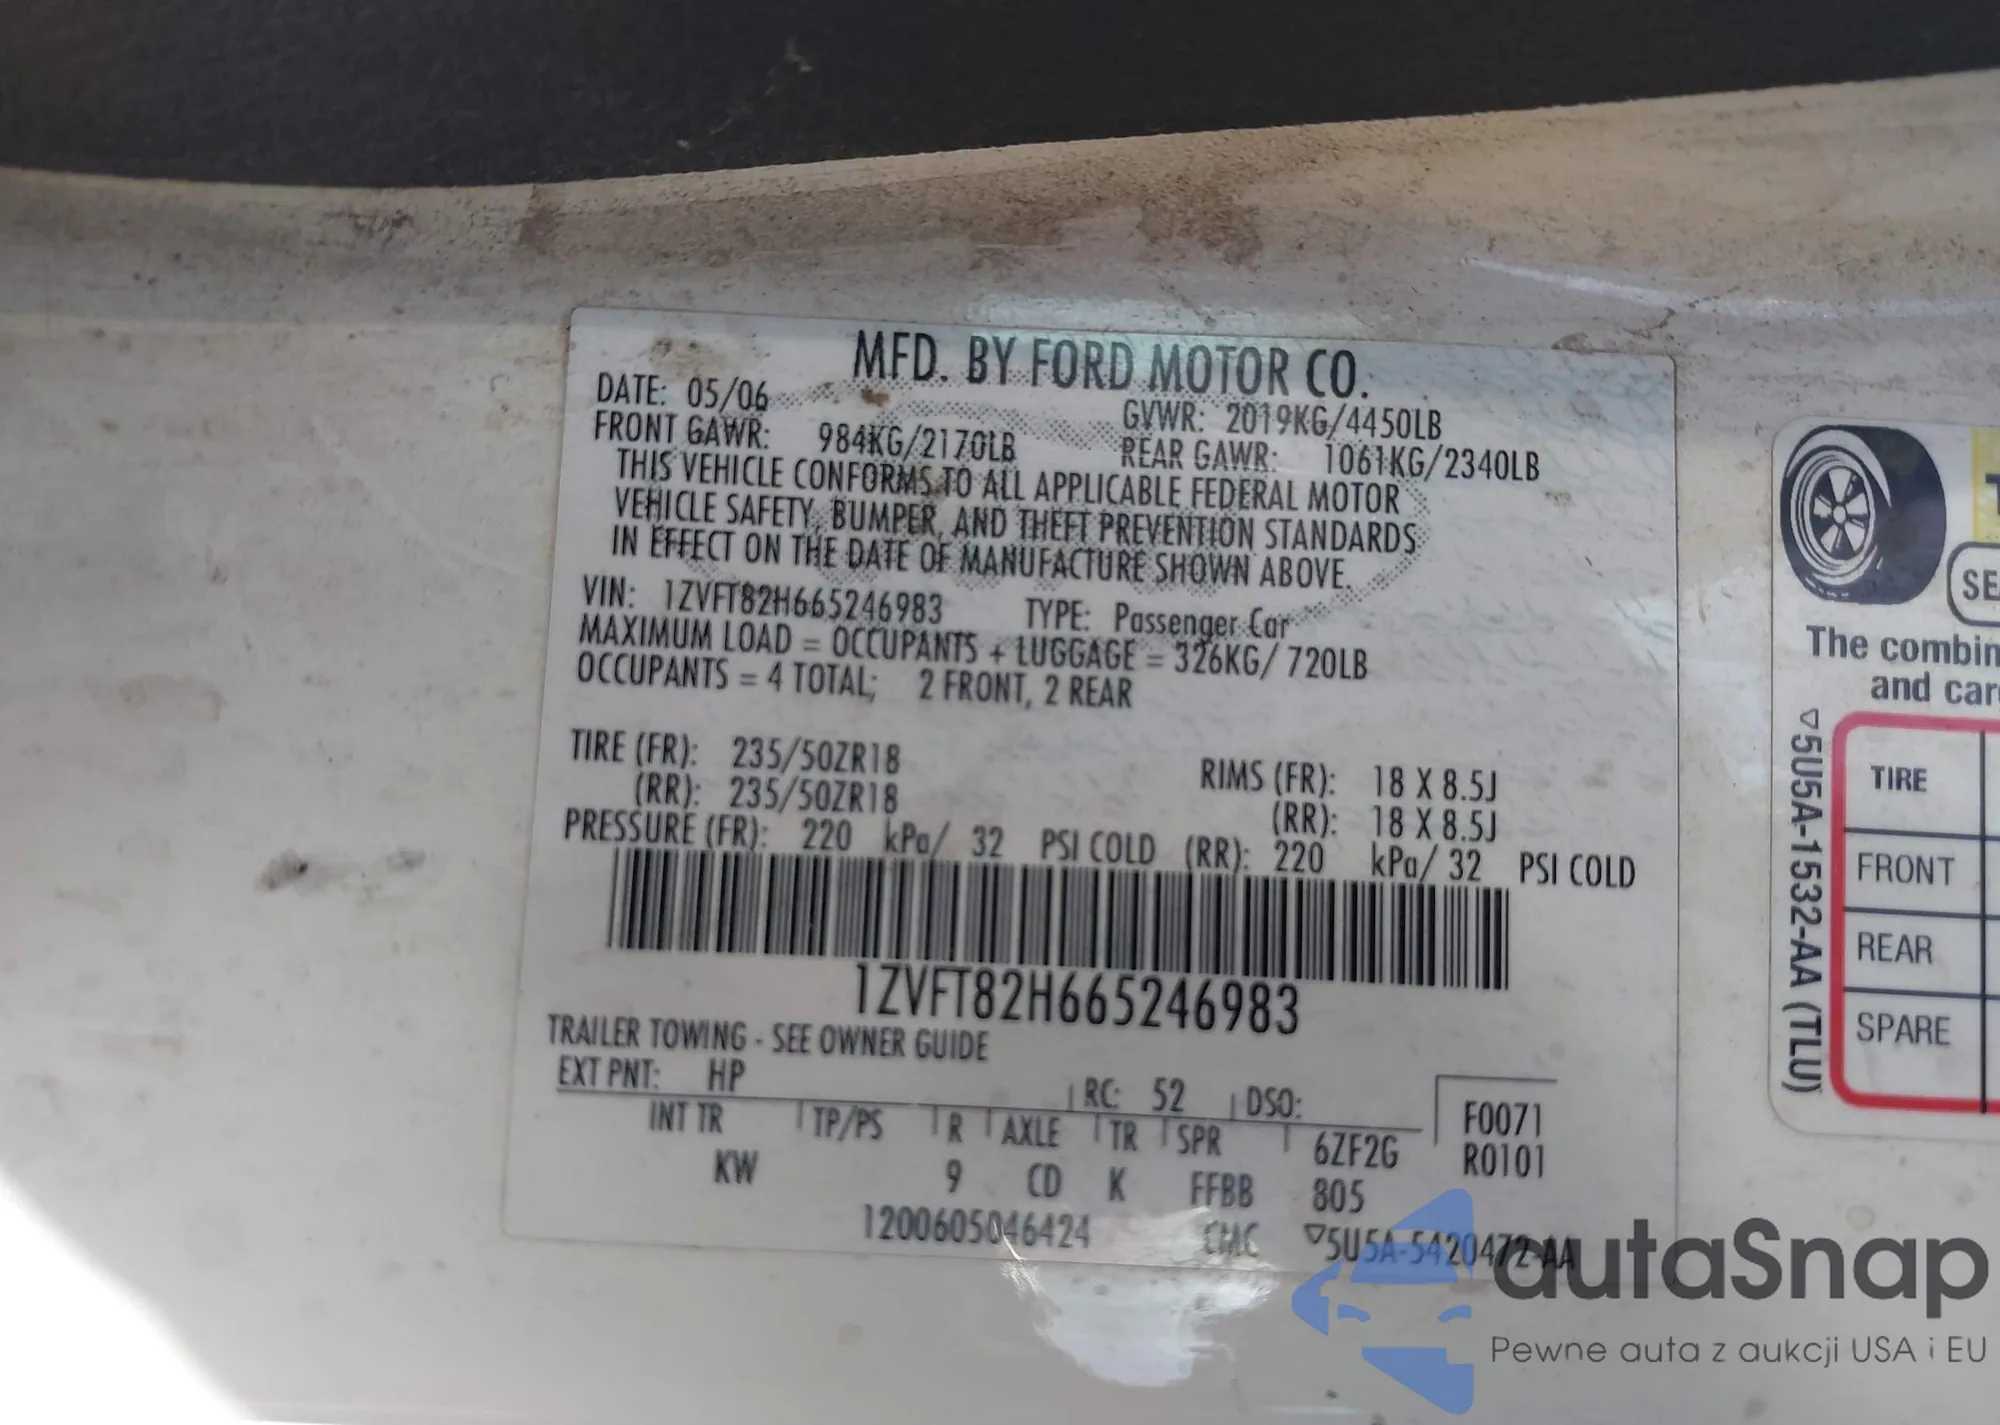 MFD. BY FORD MOTOR CO.
DATE: 05/06 GVWR: 2019KG/4450LB
FRONT GAWR: 984KG/2170LB REAR GAWR: 1061KG/2340LB
THIS VEHICLE CONFORMS TO ALL APPLICABLE FEDERAL MOTOR
VEHICLE SAFETY, BUMPER, AND THEFT PREVENTION STANDARDS
IN EFFECT ON THE DATE OF MANUFACTURE SHOWN ABOVE.
VIN: 1ZVFT82H665246983 TYPE: Passenger Car
MAXIMUM LOAD = OCCUPANTS + LUGGAGE = 326KG/ 720LB
OCCUPANTS = 4 TOTAL; 2 FRONT, 2 REAR
TIRE (FR): 235/50ZR18 RIMS (FR): 18 X 8.5J
(RR): 235/50ZR18 (RR): 18 X 8.5J
PRESSURE (FR): 220 kPa/ 32 PSI COLD (RR): 220 kPa/ 32 PSI COLD
1ZVFT82H665246983
TRAILER TOWING - SEE OWNER GUIDE
EXT PNT: HP RC: 52 DSO: F0071
INT TR TP/PS R AXLE TR SPR 6ZF2G R0101
KW 9 CD K FFBB 805
1200605046424 CMC ▽5U5A-5420472-AA
The combin
and car
TIRE
FRONT
REAR
SPARE
▽5U5A-1532-AA (TLU)
autaSnap
Pewne auta z aukcji USA i EU